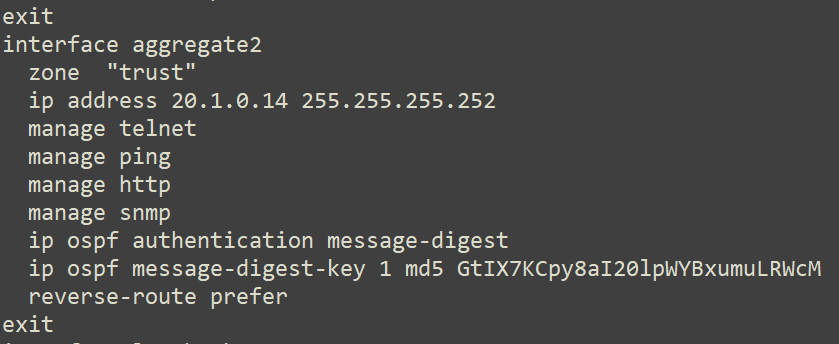 exit
interface aggregate2
  zone  "trust"
  ip address 20.1.0.14 255.255.255.252
  manage telnet
  manage ping
  manage http
  manage snmp
  ip ospf authentication message-digest
  ip ospf message-digest-key 1 md5 GtIX7KCpy8aI20lpWYBxumuLRWcM
  reverse-route prefer
exit